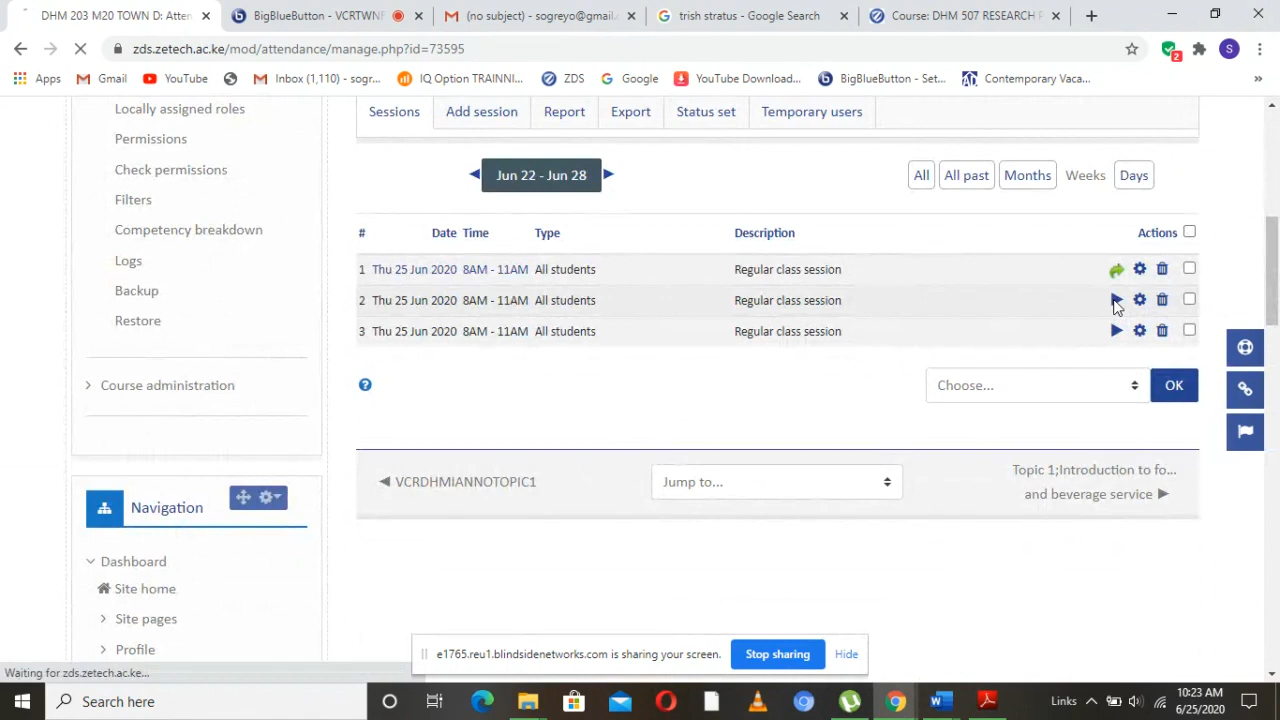 DHM 203 M20 TOWN D: Atten
BigBlueButton - VCRTWNF
(no subject) - sogreyo@gmail.
trish stratus - Google Search
Course: DHM 507 RESEARCH P
zds.zetech.ac.ke/mod/attendance/manage.php?id=73595
2
S
Apps
Gmail
YouTube
Inbox (1,110) - sogr...
IQ Option TRAINNI...
ZDS
Google
YouTube Download...
BigBlueButton - Set...
Contemporary Vaca...
»
Locally assigned roles
Permissions
Check permissions
Filters
Competency breakdown
Logs
Backup
Restore
Course administration
Navigation
Dashboard
Site home
Site pages
Profile
Sessions
Add session
Report
Export
Status set
Temporary users
Jun 22 - Jun 28
All
All past
Months
Weeks
Days
# Date Time Type Description Actions
1 Thu 25 Jun 2020 8AM - 11AM All students Regular class session
2 Thu 25 Jun 2020 8AM - 11AM All students Regular class session
3 Thu 25 Jun 2020 8AM - 11AM All students Regular class session
?
Choose...
OK
VCRDHMIANNOTOPIC1
Jump to...
Topic 1;Introduction to fo...
and beverage service
e1765.reu1.blindsidenetworks.com is sharing your screen.
Stop sharing
Hide
Waiting for zds.zetech.ac.ke...
Search here
Links
10:23 AM
6/25/2020